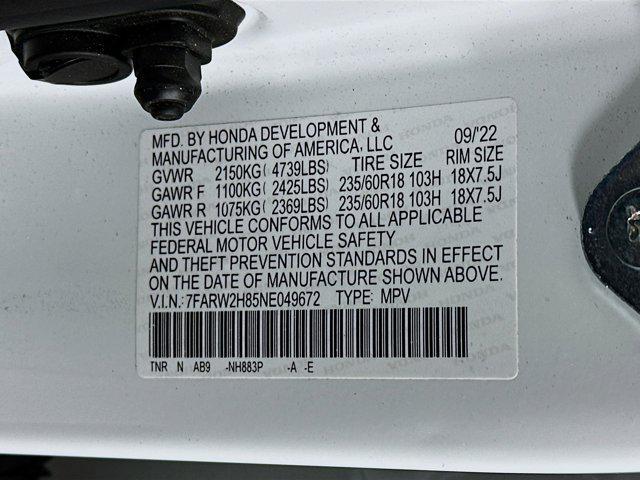 MFD. BY HONDA DEVELOPMENT & 09/'22
MANUFACTURING OF AMERICA, LLC
GVWR 2150KG( 4739LBS) TIRE SIZE RIM SIZE
GAWR F 1100KG( 2425LBS) 235/60R18 103H 18X7.5J
GAWR R 1075KG( 2369LBS) 235/60R18 103H 18X7.5J
THIS VEHICLE CONFORMS TO ALL APPLICABLE
FEDERAL MOTOR VEHICLE SAFETY
AND THEFT PREVENTION STANDARDS IN EFFECT
ON THE DATE OF MANUFACTURE SHOWN ABOVE.
V.I.N.:7FARW2H85NE049672 TYPE: MPV
TNR N AB9 -NH883P -A -E